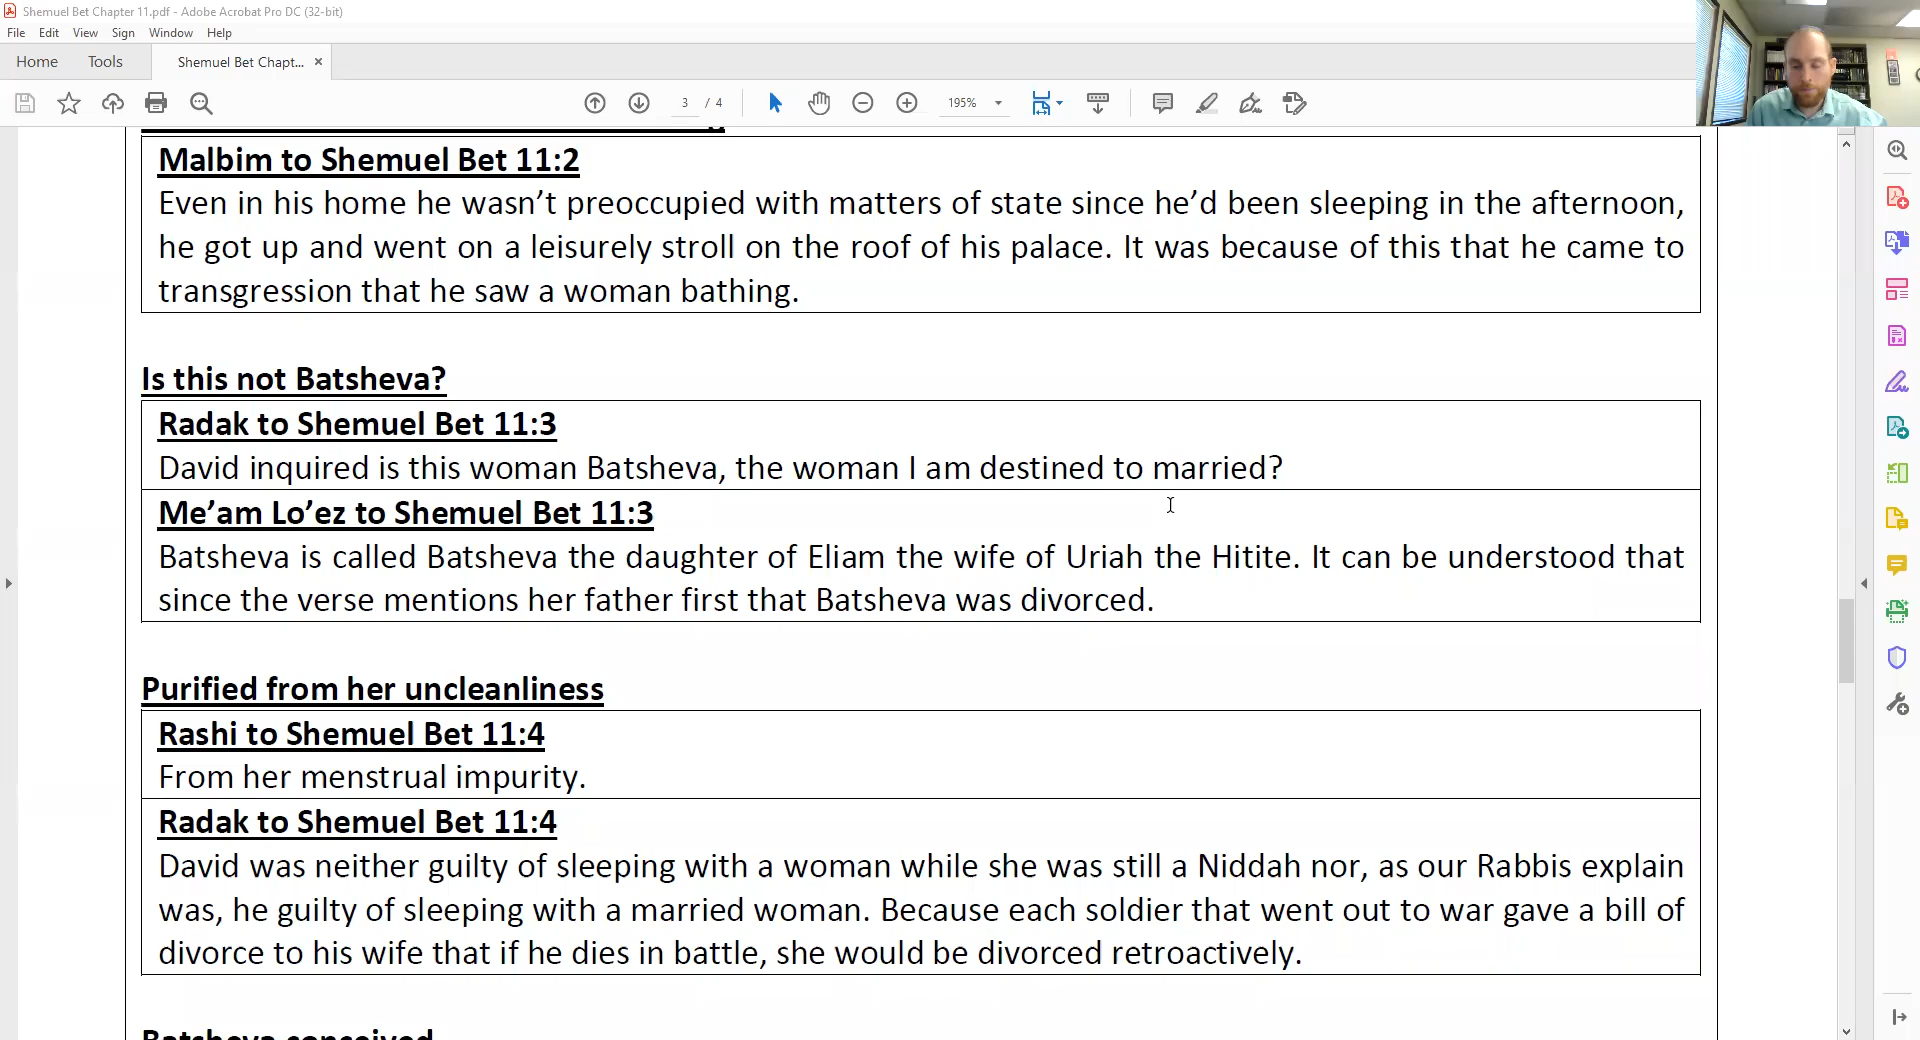 Shemuel Bet Chapter 11.pdf - Adobe Acrobat Pro DC (32-bit)
File Edit View Sign Window Help
Home Tools Shemuel Bet Chapt... ×
3 / 4 195%
Malbim to Shemuel Bet 11:2
Even in his home he wasn’t preoccupied with matters of state since he’d been sleeping in the afternoon,
he got up and went on a leisurely stroll on the roof of his palace. It was because of this that he came to
transgression that he saw a woman bathing.
Is this not Batsheva?
Radak to Shemuel Bet 11:3
David inquired is this woman Batsheva, the woman I am destined to married?
Me’am Lo’ez to Shemuel Bet 11:3
Batsheva is called Batsheva the daughter of Eliam the wife of Uriah the Hitite. It can be understood that
since the verse mentions her father first that Batsheva was divorced.
Purified from her uncleanliness
Rashi to Shemuel Bet 11:4
From her menstrual impurity.
Radak to Shemuel Bet 11:4
David was neither guilty of sleeping with a woman while she was still a Niddah nor, as our Rabbis explain
was, he guilty of sleeping with a married woman. Because each soldier that went out to war gave a bill of
divorce to his wife that if he dies in battle, she would be divorced retroactively.
Batsheva conceived